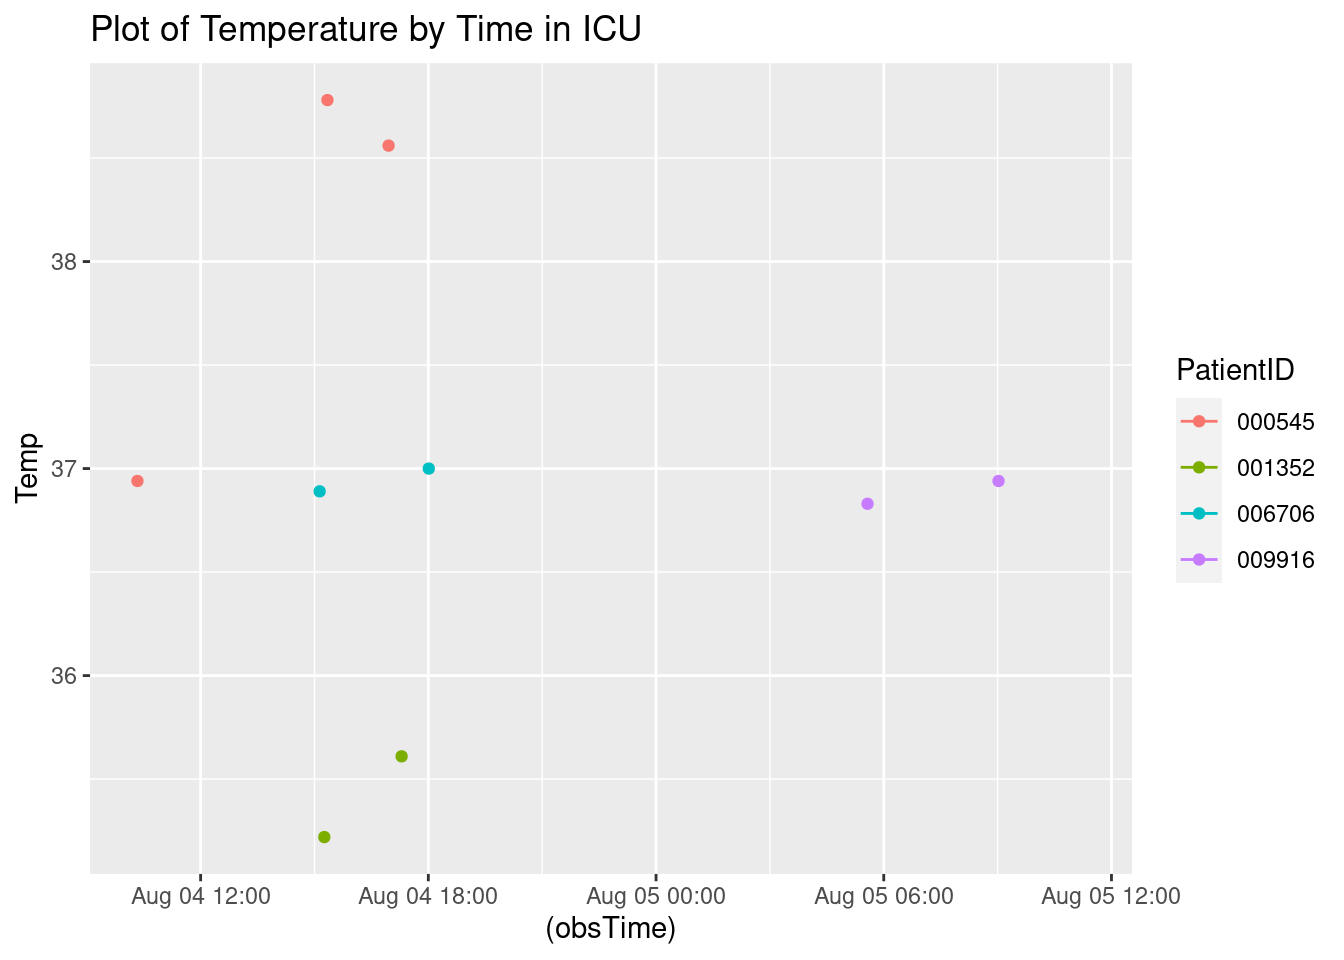 Plot of Temperature by Time in ICU
38
37
36
Temp
Aug 04 12:00
Aug 04 18:00
Aug 05 00:00
Aug 05 06:00
Aug 05 12:00
(obsTime)
PatientID
000545
001352
006706
009916